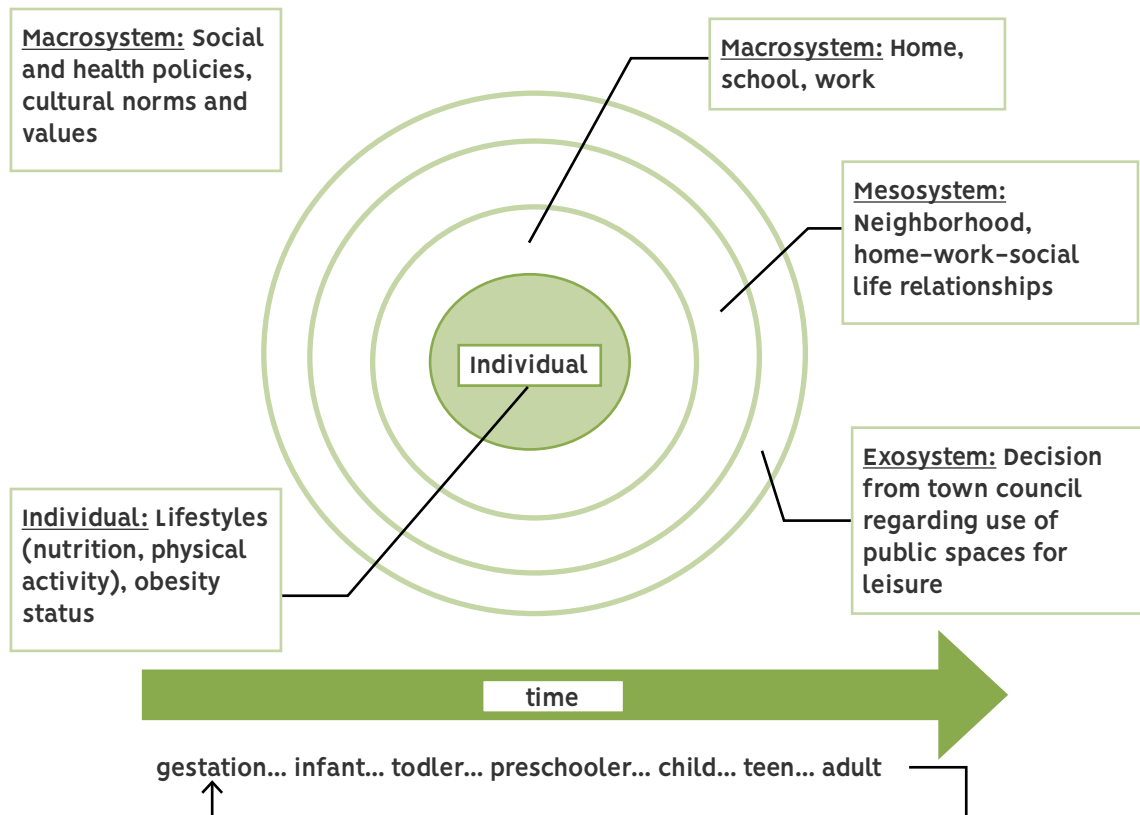 Macrosystem: Social
and health policies,
cultural norms and
values
Macrosystem: Home,
school, work
Mesosystem:
Neighborhood,
home-work-social
life relationships
Individual
Exosystem: Decision
from town council
regarding use of
public spaces for
leisure
Individual: Lifestyles
(nutrition, physical
activity), obesity
status
time
gestation... infant... todler... preschooler... child... teen... adult